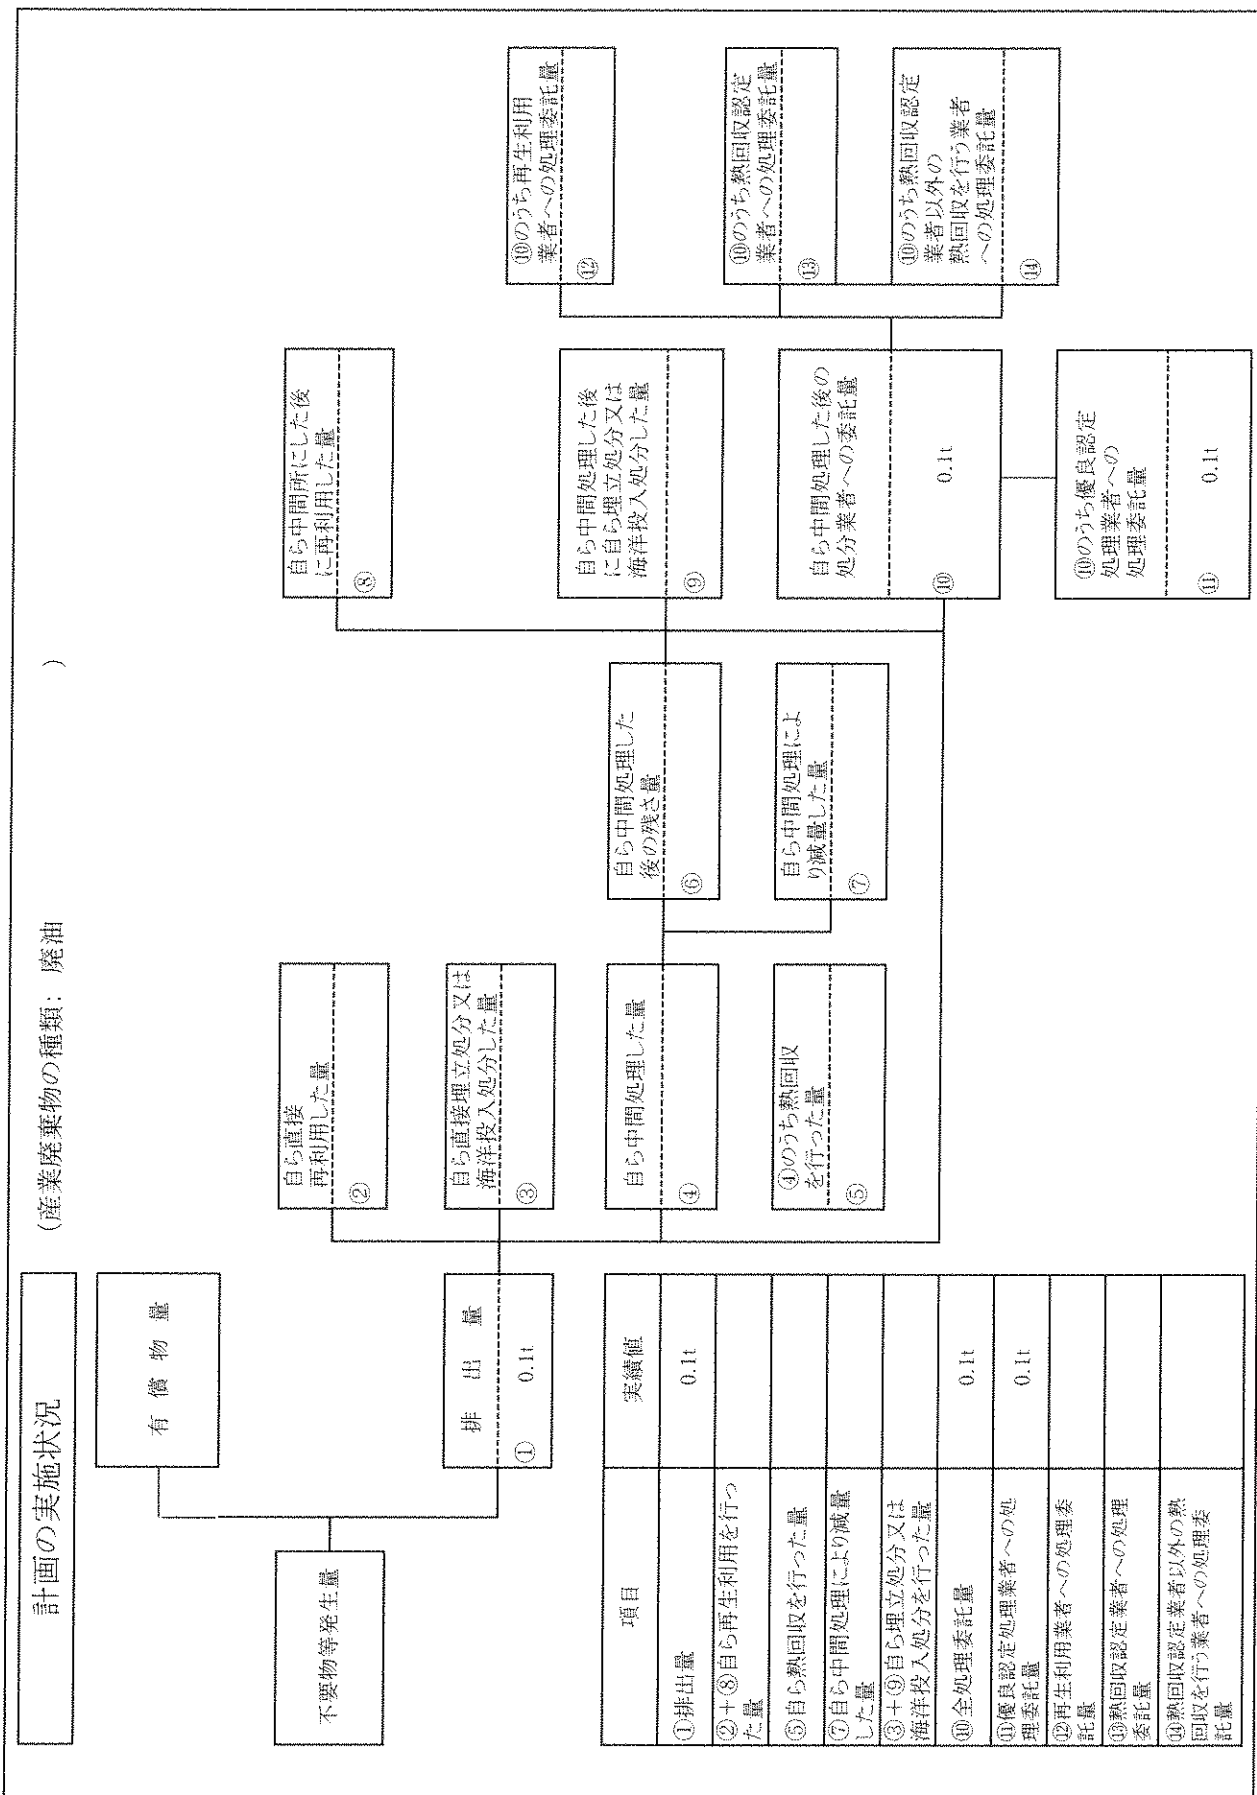 計画の実施状況
(産業廃棄物の種類: 廃油 )
不要物等発生量
有償物量
排出量
① 0.1t
自ら直接
再利用した量
②
自ら直接埋立処分又は
海洋投入処分した量
③
自ら中間処理した量
④
④のうち熱回収
を行った量
⑤
自ら中間処理した
後の残さ量
⑥
自ら中間処理によ
り減量した量
⑦
自ら中間所にした後
に再利用した量
⑧
自ら中間処理した後
に自ら埋立処分又は
海洋投入処分した量
⑨
自ら中間処理した後の
処分業者への委託量
⑩ 0.1t
⑩のうち優良認定
処理業者への
処理委託量
⑪ 0.1t
⑩のうち再生利用
業者への処理委託量
⑫
⑩のうち熱回収認定
業者への処理委託量
⑬
⑩のうち熱回収認定
業者以外の
熱回収を行う業者
への処理委託量
⑭
項目 実績値
①排出量 0.1t
②+⑧自ら再生利用を行っ
た量
⑤自ら熱回収を行った量
⑦自ら中間処理により減量
した量
③+⑨自ら埋立処分又は
海洋投入処分を行った量
⑩全処理委託量 0.1t
⑪優良認定処理業者への処
理委託量 0.1t
⑫再生利用業者への処理委
託量
⑬熱回収認定業者への処理
委託量
⑭熱回収認定業者以外の熱
回収を行う業者への処理委
託量